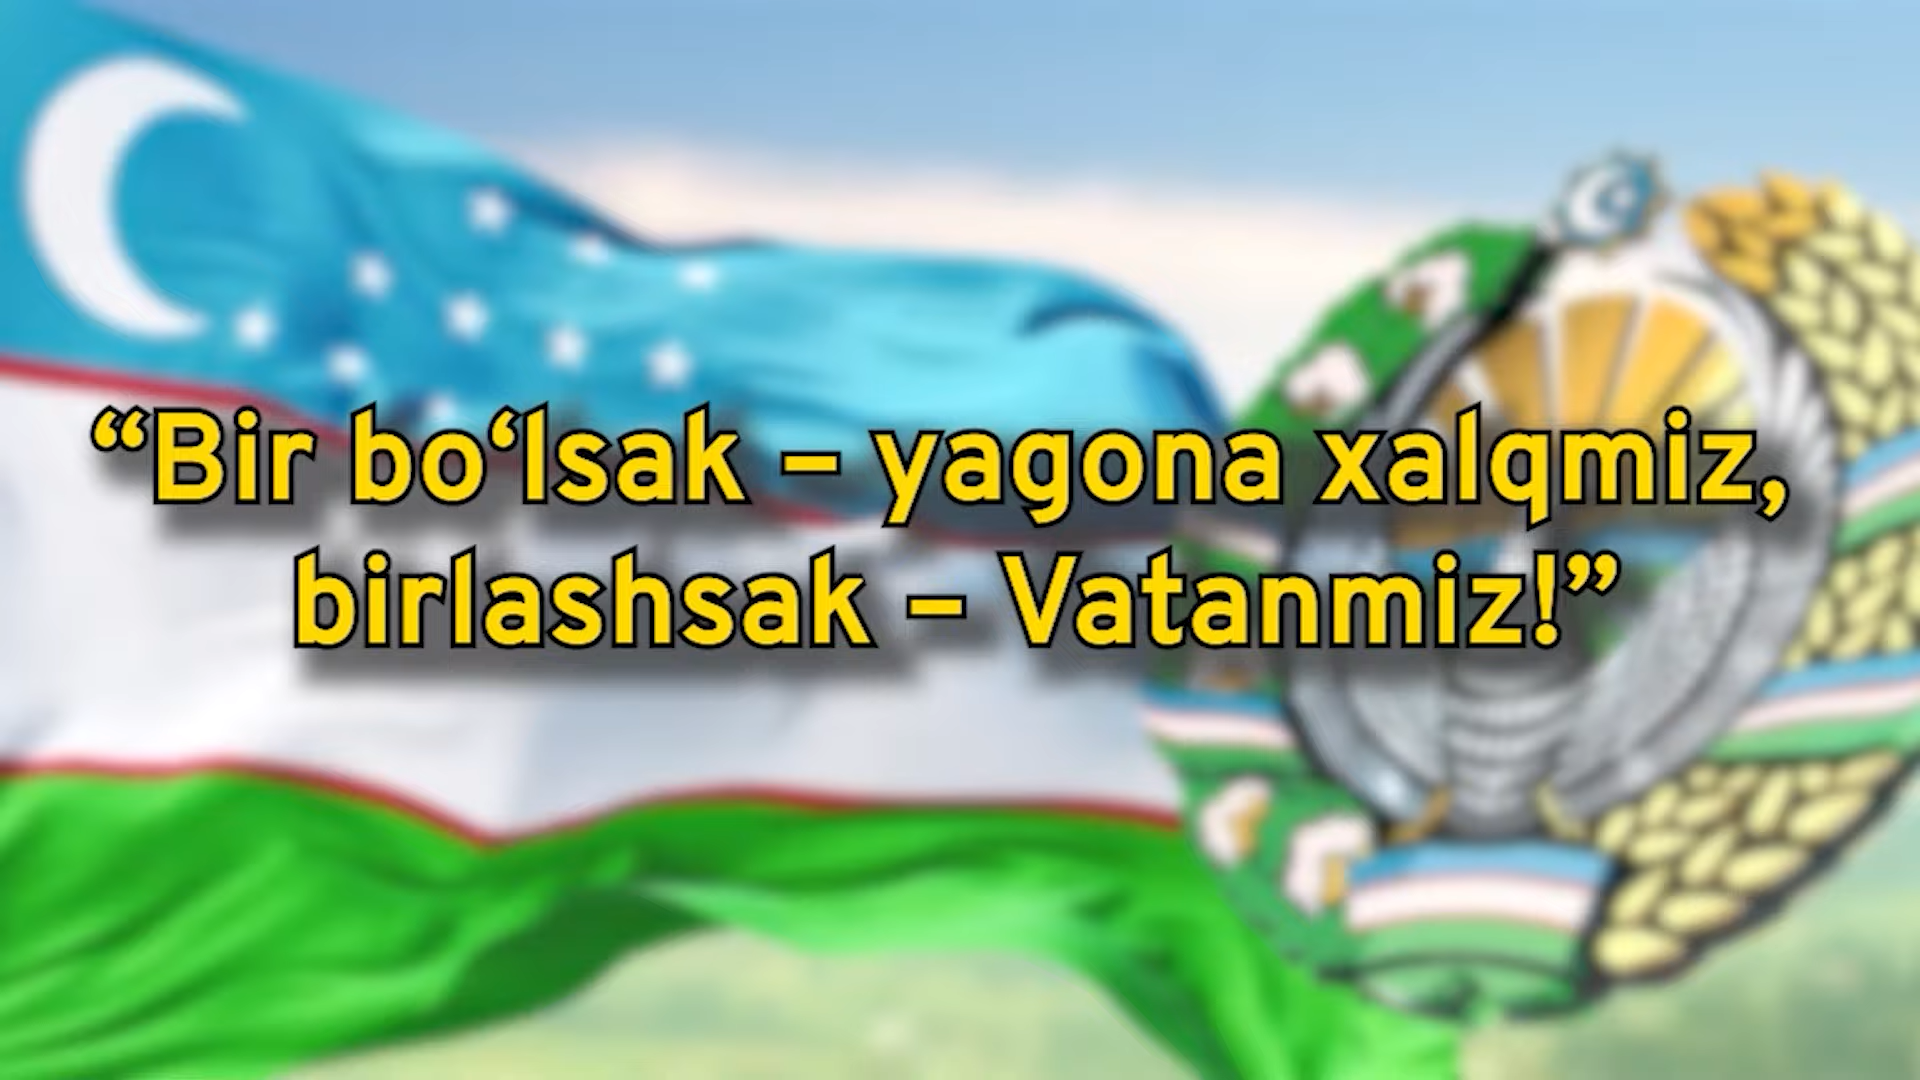 “Bir bo‘lsak – yagona xalqmiz,
birlashsak – Vatanmiz!”